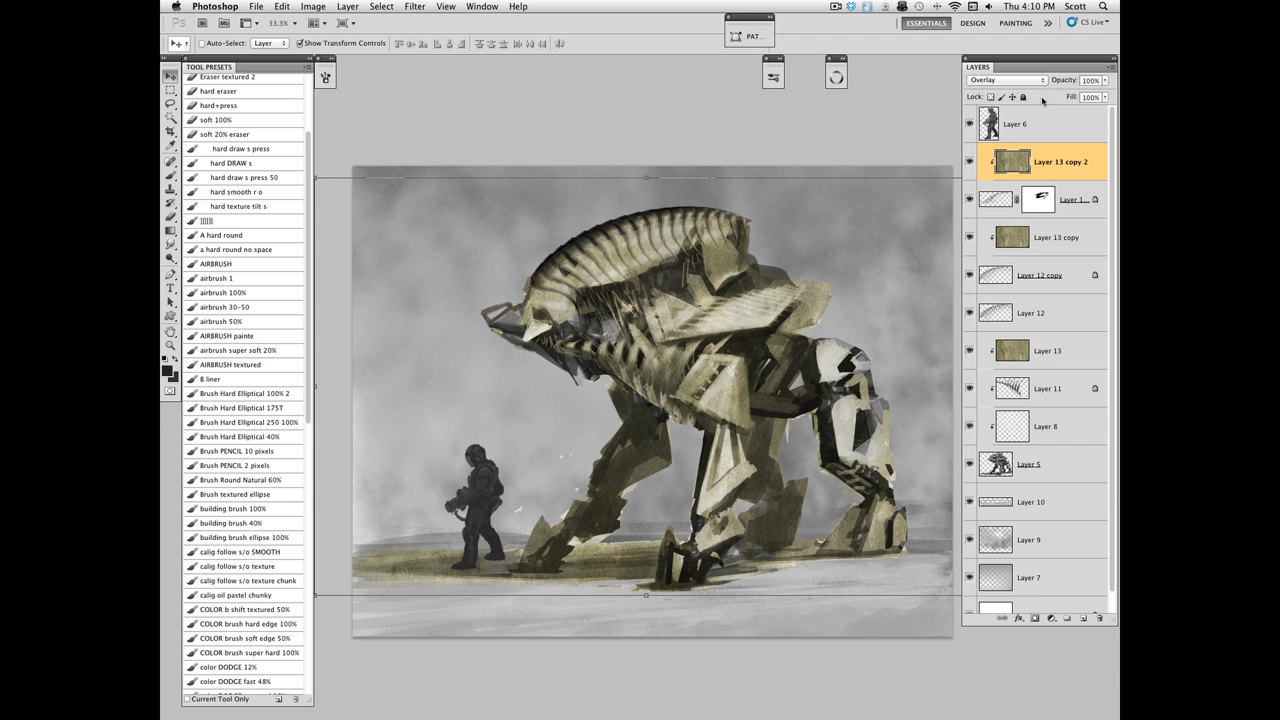 Photoshop File Edit Image Layer Select Filter Analysis 3D View Window Help Thu 4:10 PM Scott
Ps Br Mb 33.3% ESSENTIALS DESIGN PAINTING CS Live
PAT...
Auto-Select: Layer Show Transform Controls
TOOL PRESETS
Eraser textured 2
hard eraser
hard+press
soft 100%
soft 20% eraser
hard draw s press
hard DRAW s
hard draw s press 50
hard smooth r o
hard texture tilt s
]]]]]]
A hard round
a hard round no space
AIRBRUSH
airbrush 1
airbrush 100%
airbrush 30-50
airbrush 50%
AIRBRUSH painte
airbrush super soft 20%
AIRBRUSH textured
B liner
Brush Hard Elliptical 100% 2
Brush Hard Elliptical 175T
Brush Hard Elliptical 250 100%
Brush Hard Elliptical 40%
Brush PENCIL 10 pixels
Brush PENCIL 2 pixels
Brush Round Natural 60%
Brush textured ellipse
building brush 100%
building brush 40%
building brush ellipse 100%
calig follow s/o SMOOTH
calig follow s/o texture
calig follow s/o texture chunk
calig oil pastel chunky
COLOR b shift textured 50%
COLOR brush hard edge 100%
COLOR brush soft edge 50%
COLOR brush super hard 100%
color DODGE 12%
color DODGE fast 48%
Current Tool Only
LAYERS
Overlay Opacity: 100%
Lock: Fill: 100%
Layer 6
Layer 13 copy 2
Layer 1...
Layer 13 copy
Layer 12 copy
Layer 12
Layer 13
Layer 11
Layer 8
Layer 5
Layer 10
Layer 9
Layer 7